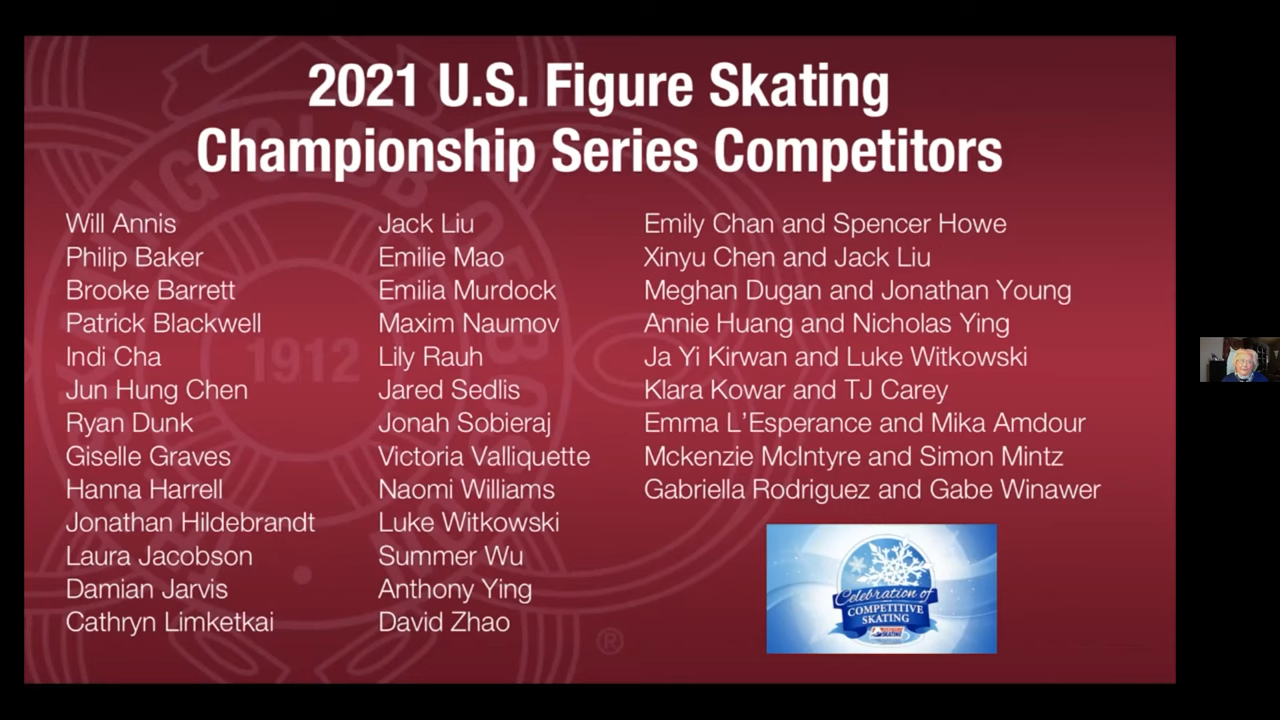 2021 U.S. Figure Skating
Championship Series Competitors
Will Annis
Philip Baker
Brooke Barrett
Patrick Blackwell
Indi Cha
Jun Hung Chen
Ryan Dunk
Giselle Graves
Hanna Harrell
Jonathan Hildebrandt
Laura Jacobson
Damian Jarvis
Cathryn Limketkai
Jack Liu
Emilie Mao
Emilia Murdock
Maxim Naumov
Lily Rauh
Jared Sedlis
Jonah Sobieraj
Victoria Valliquette
Naomi Williams
Luke Witkowski
Summer Wu
Anthony Ying
David Zhao
Emily Chan and Spencer Howe
Xinyu Chen and Jack Liu
Meghan Dugan and Jonathan Young
Annie Huang and Nicholas Ying
Ja Yi Kirwan and Luke Witkowski
Klara Kowar and TJ Carey
Emma L’Esperance and Mika Amdour
Mckenzie McIntyre and Simon Mintz
Gabriella Rodriguez and Gabe Winawer
Celebration of
COMPETITIVE
SKATING
1912
®